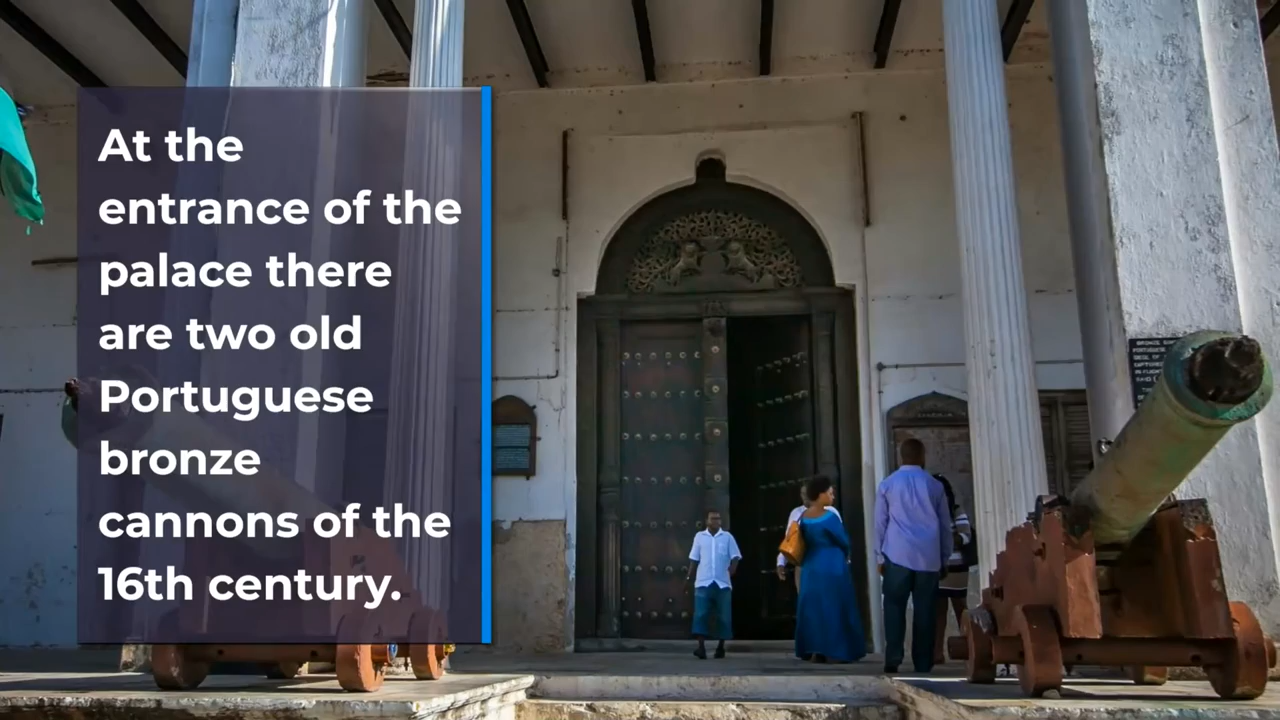 At the
entrance of the
palace there
are two old
Portuguese
bronze
cannons of the
16th century.